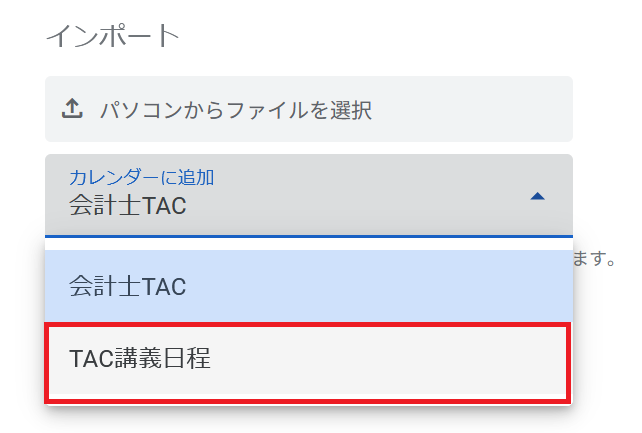 インポート
パソコンからファイルを選択
カレンダーに追加
会計士TAC
ます。
会計士TAC
TAC講義日程